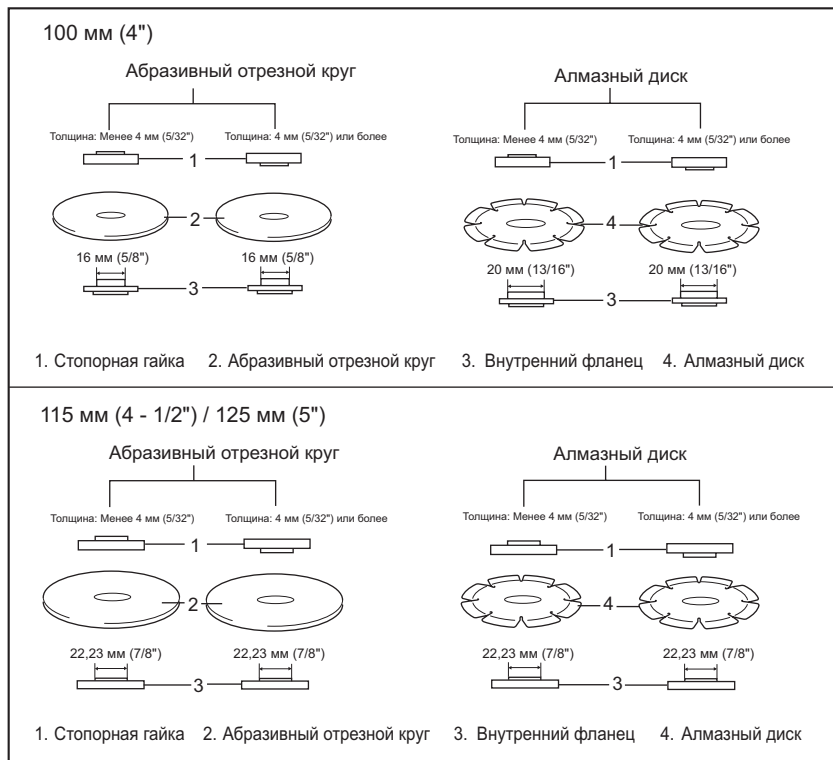 100 мм (4")
Абразивный отрезной круг
Алмазный диск
Толщина: Менее 4 мм (5/32") Толщина: 4 мм (5/32") или более
Толщина: Менее 4 мм (5/32") Толщина: 4 мм (5/32") или более
1
1
2
4
16 мм (5/8") 16 мм (5/8")
20 мм (13/16") 20 мм (13/16")
3
3
1. Стопорная гайка 2. Абразивный отрезной круг 3. Внутренний фланец 4. Алмазный диск
115 мм (4 - 1/2") / 125 мм (5")
Абразивный отрезной круг
Алмазный диск
Толщина: Менее 4 мм (5/32") Толщина: 4 мм (5/32") или более
Толщина: Менее 4 мм (5/32") Толщина: 4 мм (5/32") или более
1
1
2
4
22,23 мм (7/8") 22,23 мм (7/8")
22,23 мм (7/8") 22,23 мм (7/8")
3
3
1. Стопорная гайка 2. Абразивный отрезной круг 3. Внутренний фланец 4. Алмазный диск